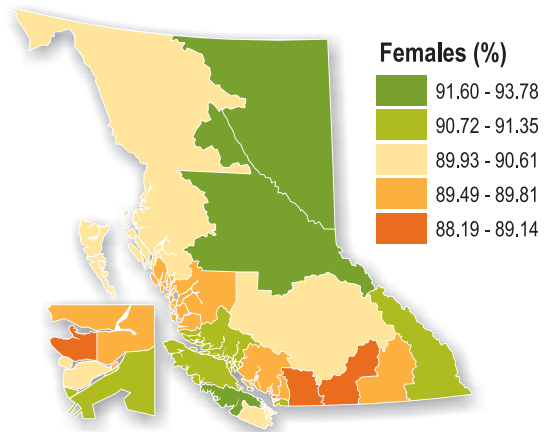 Females (%)
91.60 - 93.78
90.72 - 91.35
89.93 - 90.61
89.49 - 89.81
88.19 - 89.14